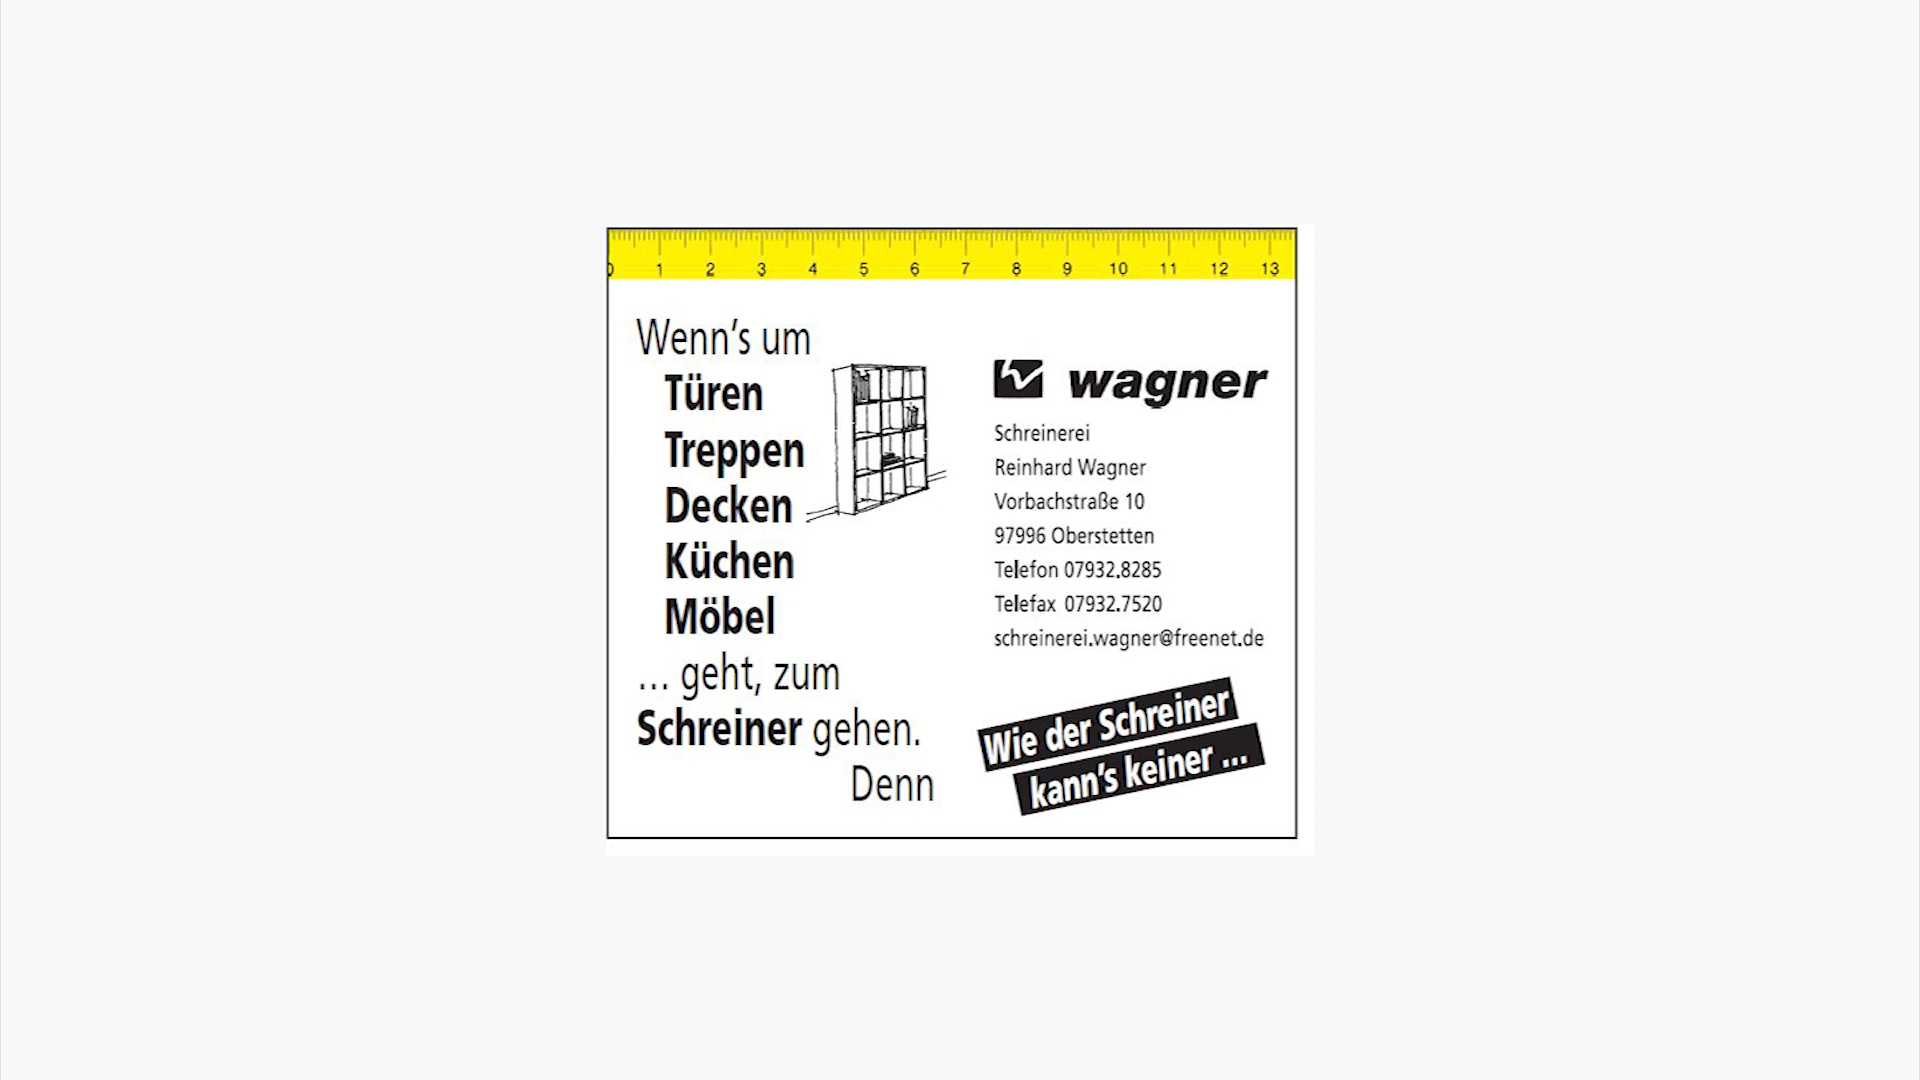 0 1 2 3 4 5 6 7 8 9 10 11 12 13
Wenn’s um
Türen
Treppen
Decken
Küchen
Möbel
... geht, zum
Schreiner gehen.
Denn
wagner
Schreinerei
Reinhard Wagner
Vorbachstraße 10
97996 Oberstetten
Telefon 07932.8285
Telefax 07932.7520
schreinerei.wagner@freenet.de
Wie der Schreiner
kann’s keiner ...